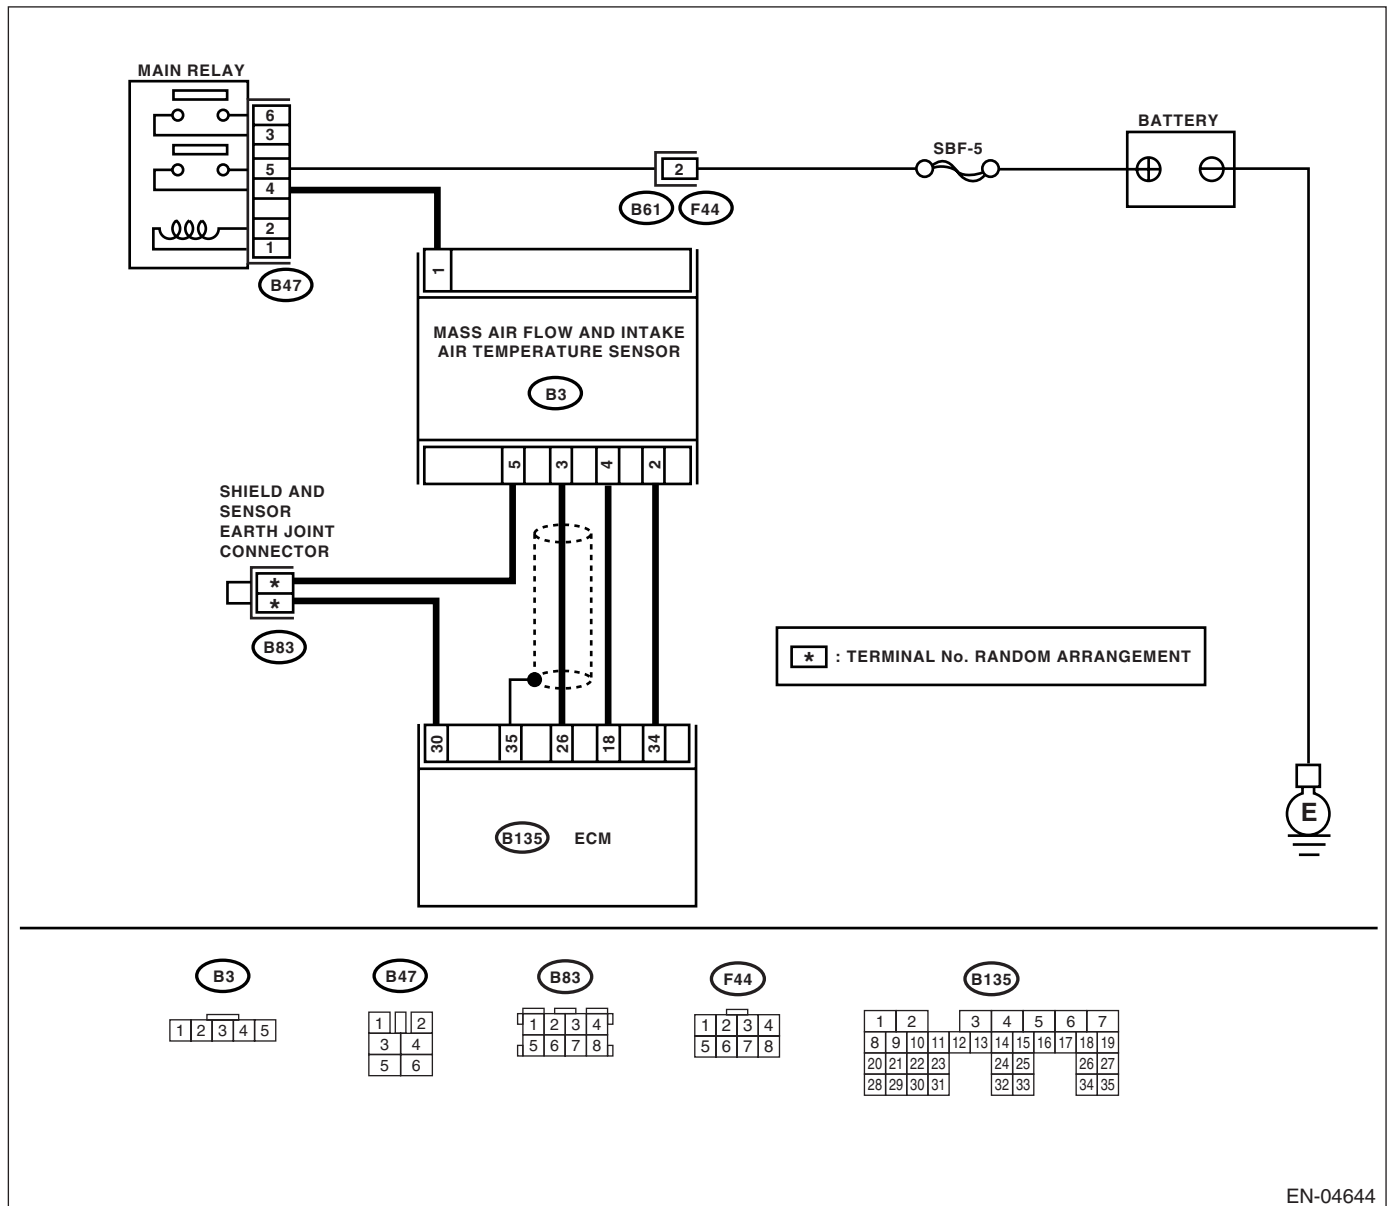 MAIN RELAY
6
3
5
4
2
1
B47
2
B61 F44
SBF-5
BATTERY
1
MASS AIR FLOW AND INTAKE
AIR TEMPERATURE SENSOR
B3
5 3 4 2
SHIELD AND
SENSOR
EARTH JOINT
CONNECTOR
*
*
B83
* : TERMINAL No. RANDOM ARRANGEMENT
30 35 26 18 34
B135 ECM
E
B3
1 2 3 4 5
B47
1 2
3 4
5 6
B83
1 2 3 4
5 6 7 8
F44
1 2 3 4
5 6 7 8
B135
1 2 3 4 5 6 7
8 9 10 11 12 13 14 15 16 17 18 19
20 21 22 23 24 25 26 27
28 29 30 31 32 33 34 35
EN-04644